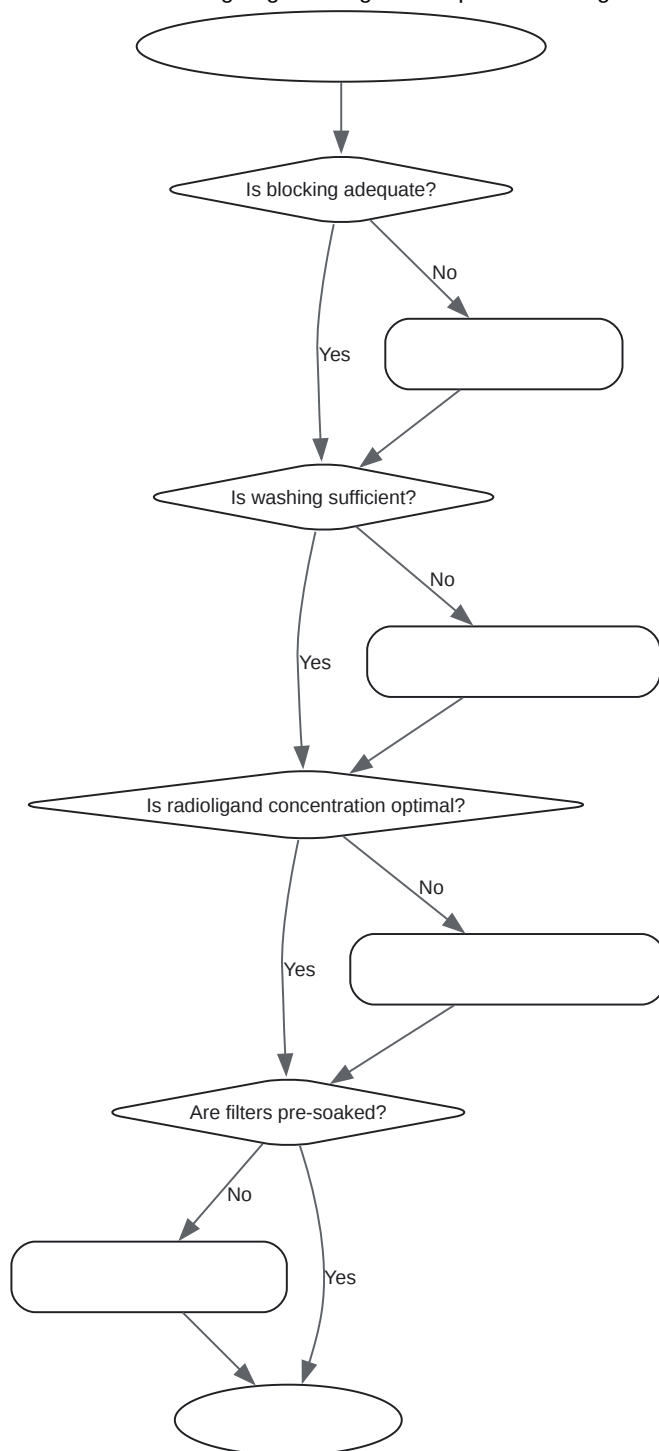 Is blocking adequate?
No
Yes
Is washing sufficient?
No
Yes
Is radioligand concentration optimal?
No
Yes
Are filters pre-soaked?
No
Yes